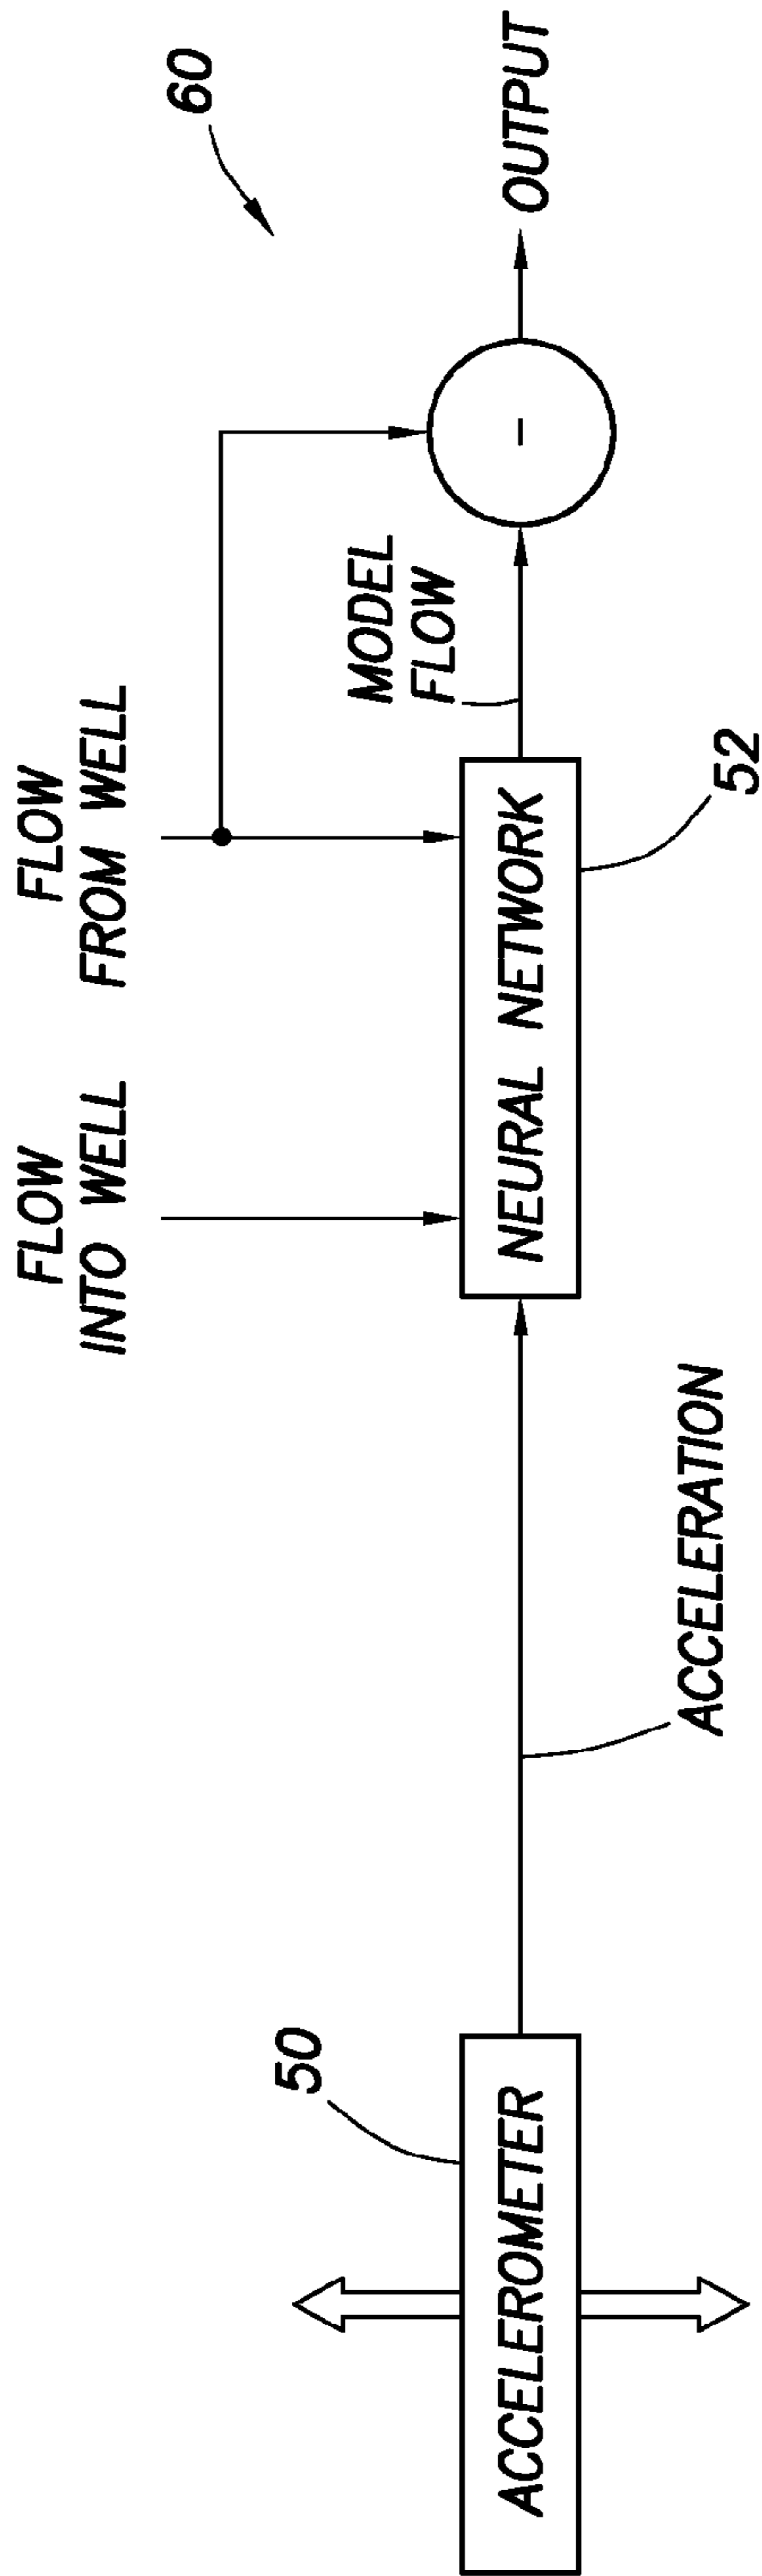 60
FLOW
INTO WELL
FLOW
FROM WELL
50
MODEL
FLOW
ACCELEROMETER
NEURAL NETWORK
-
OUTPUT
ACCELERATION
52